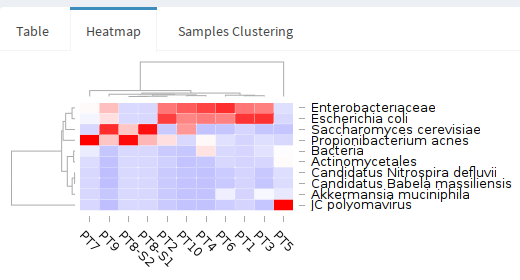 Table Heatmap Samples Clustering
Enterobacteriaceae
Escherichia coli
Saccharomyces cerevisiae
Propionibacterium acnes
Bacteria
Actinomycetales
Candidatus Nitrospira defluvii
Candidatus Babela massiliensis
Akkermansia muciniphila
JC polyomavirus
PT7 PT9 PT8-S2 PT8-S1 PT2 PT10 PT4 PT6 PT1 PT3 PT5